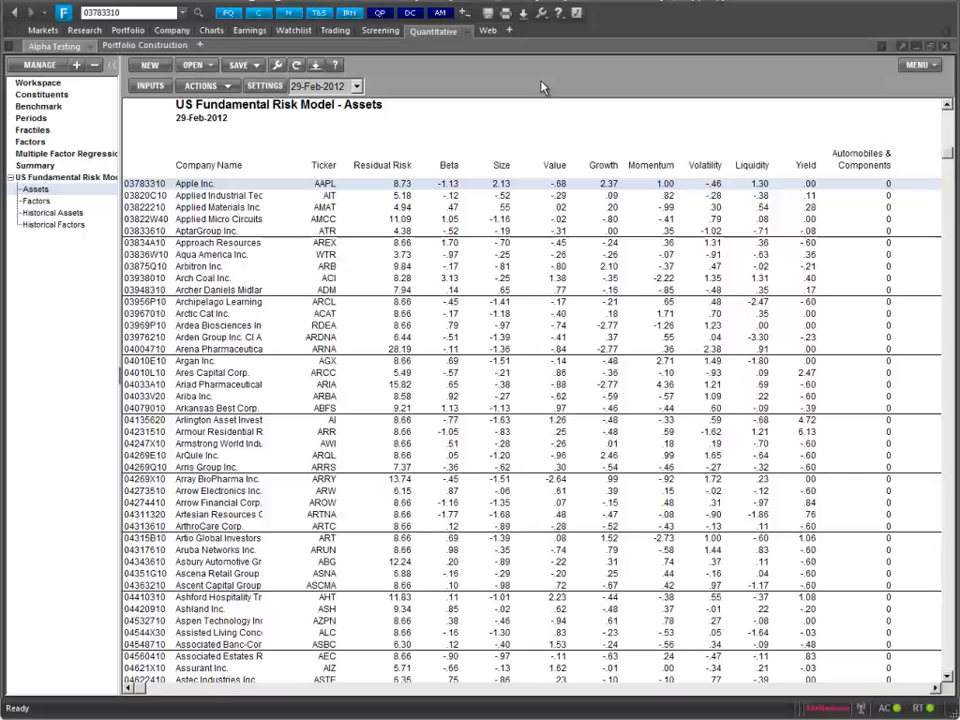 F 03783310 FQ C N T&S IRN QP DC AM
Markets Research Portfolio Company Charts Earnings Watchlist Trading Screening Quantitative Web +
Alpha Testing Portfolio Construction +
MANAGE NEW OPEN SAVE ? MENU
INPUTS ACTIONS SETTINGS 29-Feb-2012
Workspace
Constituents
Benchmark
Periods
Fractiles
Factors
Multiple Factor Regressio
Summary
US Fundamental Risk Mod
Assets
Factors
Historical Assets
Historical Factors
US Fundamental Risk Model - Assets
29-Feb-2012
Automobiles &
Company Name Ticker Residual Risk Beta Size Value Growth Momentum Volatility Liquidity Yield Components
03783310 Apple Inc. AAPL 8.73 -1.13 2.13 -.68 2.37 1.00 -.46 1.30 .00 0
03820C10 Applied Industrial Tec AIT 5.18 -.12 -.52 -.29 .09 .82 -.28 -.38 .11 0
03822210 Applied Materials Inc. AMAT 4.94 .47 .55 .02 .20 -.99 .30 .54 .28 0
03822W40 Applied Micro Circuits AMCC 11.09 1.05 -1.16 -.02 -.80 -.41 .79 .08 .00 0
03833610 AptarGroup Inc. ATR 4.38 -.52 -.19 -.31 .00 .35 -1.02 -.71 -.08 0
03834A10 Approach Resources AREX 8.66 1.70 -.70 -.45 -.24 .36 1.31 .36 -.60 0
03836W10 Aqua America Inc. WTR 3.73 -.97 -.25 -.26 -.26 -.07 -.91 -.63 .36 0
03875Q10 Arbitron Inc. ARB 9.84 -.17 -.81 -.80 2.10 -.37 .47 -.02 -.21 0
03938010 Arch Coal Inc. ACI 8.28 3.13 -.25 1.38 -.35 -2.22 1.35 1.31 .40 0
03948310 Archer Daniels Midlar ADM 7.94 .14 .65 .77 -.16 -.85 -.48 .35 .17 0
03956P10 Archipelago Learning ARCL 8.66 -.45 -1.41 -.17 -.21 .65 .48 -2.47 -.60 0
03967010 Arctic Cat Inc. ACAT 8.66 -.17 -1.18 -.40 .18 1.71 .70 .35 .00 0
03969P10 Ardea Biosciences In RDEA 8.66 .79 -.97 -.74 -2.77 -1.26 1.23 .00 .00 0
03976210 Arden Group Inc. Cl A ARDNA 6.44 -.51 -1.39 -.41 .37 .55 .04 -3.30 -.23 0
04004710 Arena Pharmaceutica ARNA 28.19 -.11 -1.36 -.84 -2.77 .36 2.38 .91 .00 0
04010E10 Argan Inc. AGX 8.66 .69 -1.51 -.14 -.48 2.71 1.49 -1.80 .00 0
04010L10 Ares Capital Corp. ARCC 5.49 -.57 -.21 .86 -.36 -.10 -.93 .09 2.47 0
04033A10 Ariad Pharmaceutical ARIA 15.82 .65 -.38 -.88 -2.77 4.36 1.21 .69 -.60 0
04033V20 Ariba Inc. ARBA 8.58 .92 -.27 -.62 -.59 -.57 1.09 .22 -.60 0
04079010 Arkansas Best Corp. ABFS 9.21 1.13 -1.13 .97 -.46 -.44 .60 -.09 -.39 0
04135620 Arlington Asset Invest AI 8.66 -.77 -1.63 1.26 -.48 -.33 .59 -.68 4.72 0
04231510 Armour Residential R ARR 8.66 -1.05 -.83 .25 -.48 .58 -1.62 1.21 6.13 0
04247X10 Armstrong World Indu AWI 8.66 .51 -.28 -.26 .01 .18 .19 -.70 -.60 0
04269E10 ArQule Inc. ARQL 8.66 .05 -1.30 -.96 2.46 .99 1.65 -.64 -.60 0
04269Q10 Arris Group Inc. ARRS 7.37 -.36 -.62 .30 -.54 -.46 -.27 -.32 -.60 0
04269X10 Array BioPharma Inc. ARRY 13.74 -.45 -1.51 -2.64 .99 -.92 1.72 .23 .00 0
04273510 Arrow Electronics Inc. ARW 6.15 .87 -.06 .61 .39 .15 -.02 -.12 -.60 0
04274410 Arrow Financial Corp. AROW 8.66 -1.16 -1.35 .07 -.15 .48 .31 -.97 .84 0
04311320 Artesian Resources C ARTNA 8.66 -1.77 -1.68 .48 -.47 -.08 -.90 -1.86 .76 0
04313610 ArthroCare Corp. ARTC 8.66 .12 -.89 -.28 -.52 -.43 -.13 .11 -.60 0
04315B10 Artio Global Investors ART 8.66 .69 -1.39 .08 1.52 -2.73 1.00 -.60 1.06 0
04317610 Aruba Networks Inc. ARUN 8.66 .98 -.35 -.74 .79 -.58 1.44 .83 -.60 0
04343610 Asbury Automotive Gr ABG 12.24 .20 -.89 -.22 .31 .74 .37 .11 -.60 0
04351G10 Ascena Retail Group ASNA 6.88 -.16 -.29 -.20 .25 .44 -.16 .04 -.60 0
04363210 Ascent Capital Group ASCMA 8.66 .10 -.98 .72 -.67 .42 .97 -1.17 -.60 0
04410310 Ashford Hospitality Tr AHT 11.83 .11 -1.01 2.23 -.44 -.38 .55 -.37 1.08 0
04420910 Ashland Inc. ASH 9.34 .85 -.02 .62 -.48 .37 -.01 .22 -.20 0
04532710 Aspen Technology Inc AZPN 8.66 .38 -.46 -.94 .61 .78 .27 -.08 .00 0
04544X30 Assisted Living Conc ALC 8.66 -.16 -1.30 .83 -.23 -.53 .05 -1.64 -.03 0
04548710 Associated Banc-Cor ASBC 6.30 .12 -.40 1.53 -.24 -.56 .34 -.09 -.48 0
04560410 Associated Estates R AEC 8.66 -.90 -.97 -.11 -.63 .24 -.47 -.11 .83 0
04621X10 Assurant Inc. AIZ 5.71 -.66 -.13 1.62 -.01 .00 -.34 .21 -.03 0
04622410 Astec Industries Inc. ASTE 6.35 .75 -.86 .23 -.10 -.10 .77 -.39 -.60 0
Ready AC RT